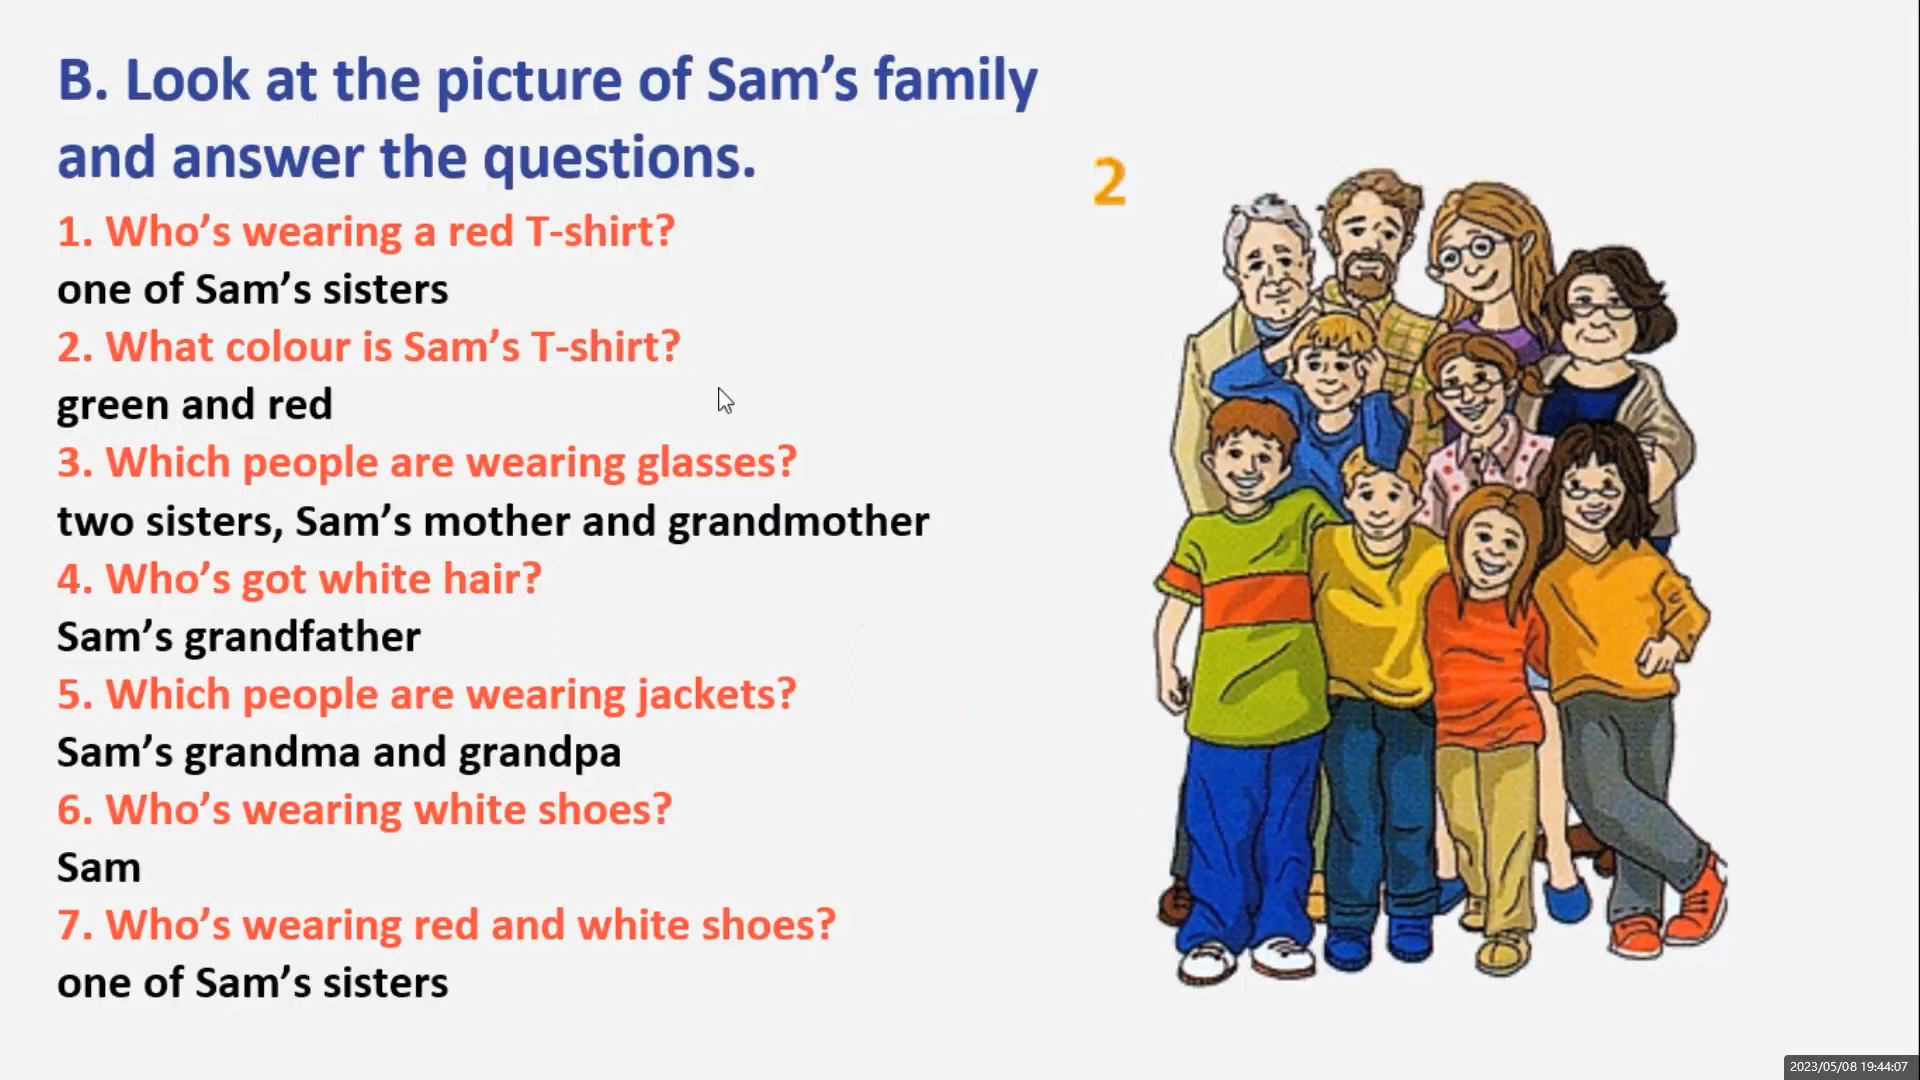 B. Look at the picture of Sam’s family
and answer the questions.
2
1. Who’s wearing a red T-shirt?
one of Sam’s sisters
2. What colour is Sam’s T-shirt?
green and red
3. Which people are wearing glasses?
two sisters, Sam’s mother and grandmother
4. Who’s got white hair?
Sam’s grandfather
5. Which people are wearing jackets?
Sam’s grandma and grandpa
6. Who’s wearing white shoes?
Sam
7. Who’s wearing red and white shoes?
one of Sam’s sisters
2023/05/08 19:44:07